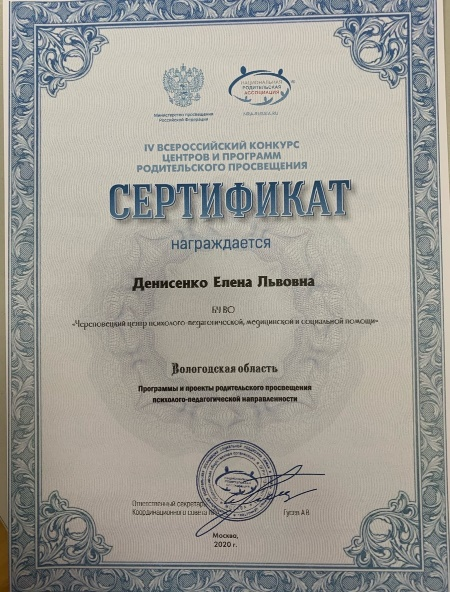 Министерство просвещения
Российской Федерации
НАЦИОНАЛЬНАЯ
РОДИТЕЛЬСКАЯ
АССОЦИАЦИЯ
IV ВСЕРОССИЙСКИЙ КОНКУРС
ЦЕНТРОВ И ПРОГРАММ
РОДИТЕЛЬСКОГО ПРОСВЕЩЕНИЯ
СЕРТИФИКАТ
награждается
Денисенко Елена Львовна
БУ ВО
«Череповецкий центр психолого-педагогической, медицинской и социальной помощи»
Вологодская область
Программы и проекты родительского просвещения
психолого-педагогической направленности
Ответственный секретарь
Координационного совета
Гусев А.В.
Москва,
2020 г.